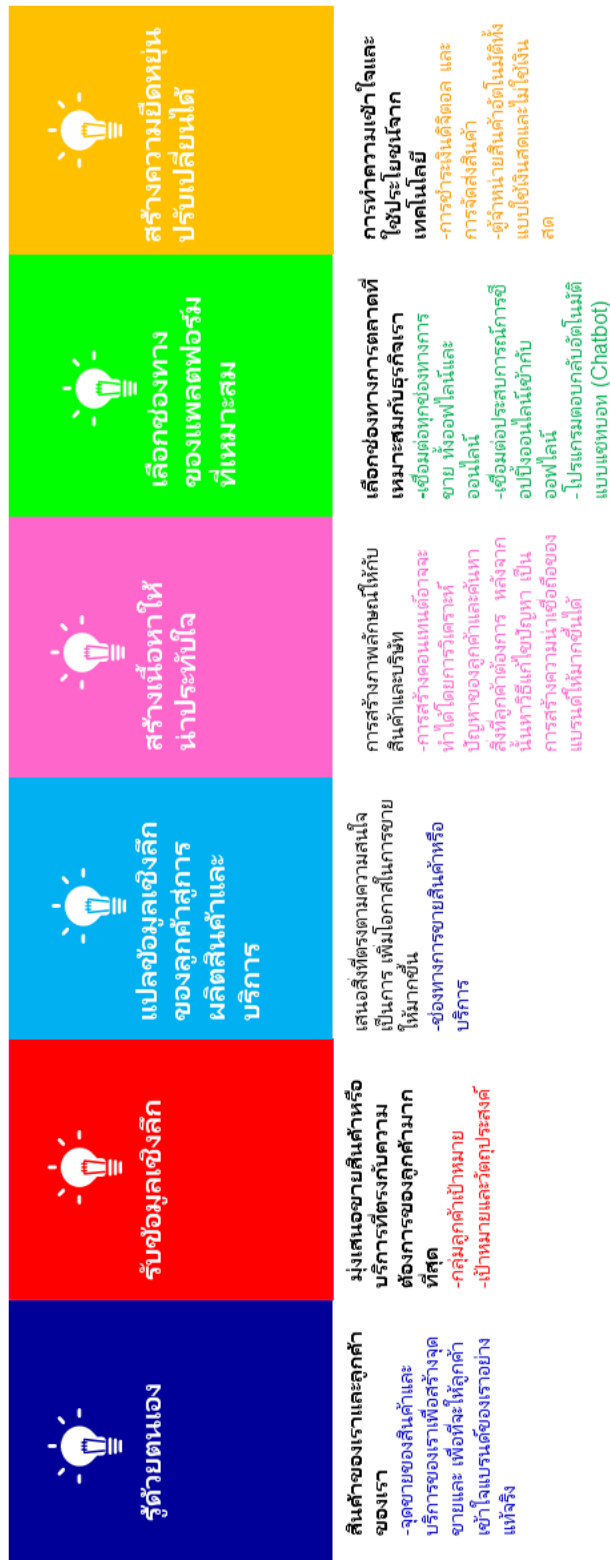 รู้ด้วยตนเอง
สินค้าของเราและลูกค้า
ของเรา
-จุดขายของสินค้าและ
บริการของเราเพื่อสร้างจุด
ขายและ เพื่อที่จะให้ลูกค้า
เข้าใจแบรนด์ของเราอย่าง
แท้จริง
รับข้อมูลเชิงลึก
มุ่งเสนอขายสินค้าหรือ
บริการที่ตรงกับความ
ต้องการของลูกค้ามาก
ที่สุด
-กลุ่มลูกค้าเป้าหมาย
-เป้าหมายและวัตถุประสงค์
แปลข้อมูลเชิงลึก
ของลูกค้าสู่การ
ผลิตสินค้าและ
บริการ
เสนอสิ่งที่ตรงตามความสนใจ
เป็นการ เพิ่มโอกาสในการขาย
ให้มากขึ้น
-ช่องทางการขายสินค้าหรือ
บริการ
สร้างเนื้อหาให้
น่าประทับใจ
การสร้างภาพลักษณ์ให้กับ
สินค้าและบริษัท
-การสร้างคอนเทนต์อาจจะ
ทำได้โดยการวิเคราะห์
ปัญหาของลูกค้าและค้นหา
สิ่งที่ลูกค้าต้องการ หลังจาก
นั้นหาวิธีแก้ไขปัญหา เป็น
การสร้างความน่าเชื่อถือของ
แบรนด์ให้มากขึ้นได้
เลือกช่องทาง
ของแพลตฟอร์ม
ที่เหมาะสม
เลือกช่องทางการตลาดที่
เหมาะสมกับธุรกิจเรา
-เชื่อมต่อทุกช่องทางการ
ขาย ทั้งออฟไลน์และ
ออนไลน์
-เชื่อมต่อประสบการณ์การช็
อปปิ้งออนไลน์เข้ากับ
ออฟไลน์
-โปรแกรมตอบกลับอัตโนมัติ
แบบแชทบอท (Chatbot)
สร้างความยืดหยุ่น
ปรับเปลี่ยนได้
การทำความเข้าใจและ
ใช้ประโยชน์จาก
เทคโนโลยี
-การชำระเงินดิจิตอล และ
การจัดส่งสินค้า
-ตู้จำหน่ายสินค้าอัตโนมัติทั้ง
แบบใช้เงินสดและไม่ใช้เงิน
สด